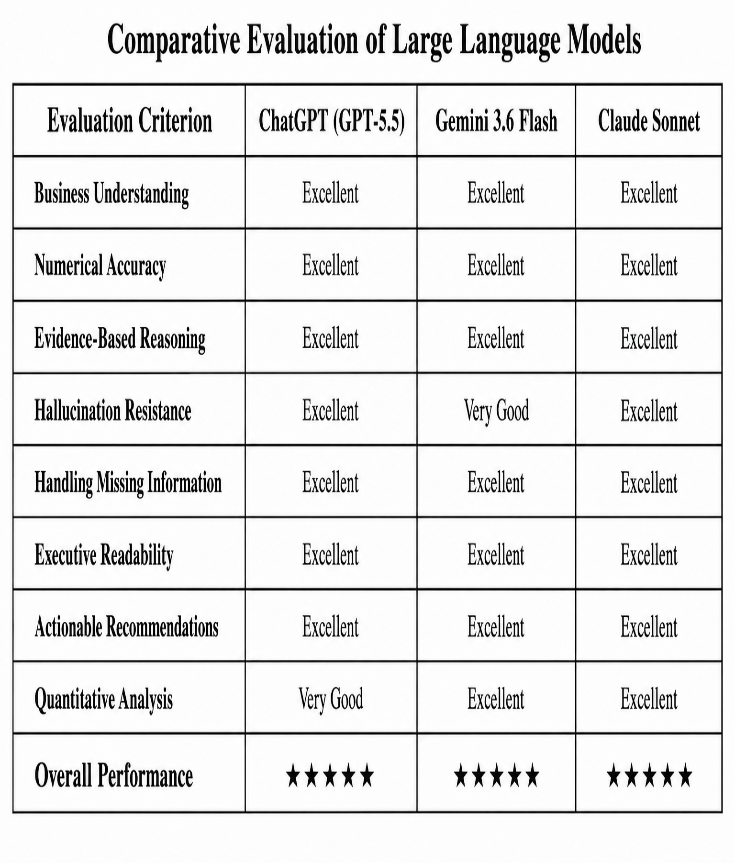 Comparative Evaluation of Large Language Models
Evaluation Criterion ChatGPT (GPT-5.5) Gemini 3.6 Flash Claude Sonnet
Business Understanding Excellent Excellent Excellent
Numerical Accuracy Excellent Excellent Excellent
Evidence-Based Reasoning Excellent Excellent Excellent
Hallucination Resistance Excellent Very Good Excellent
Handling Missing Information Excellent Excellent Excellent
Executive Readability Excellent Excellent Excellent
Actionable Recommendations Excellent Excellent Excellent
Quantitative Analysis Very Good Excellent Excellent
Overall Performance ★★★★★ ★★★★★ ★★★★★